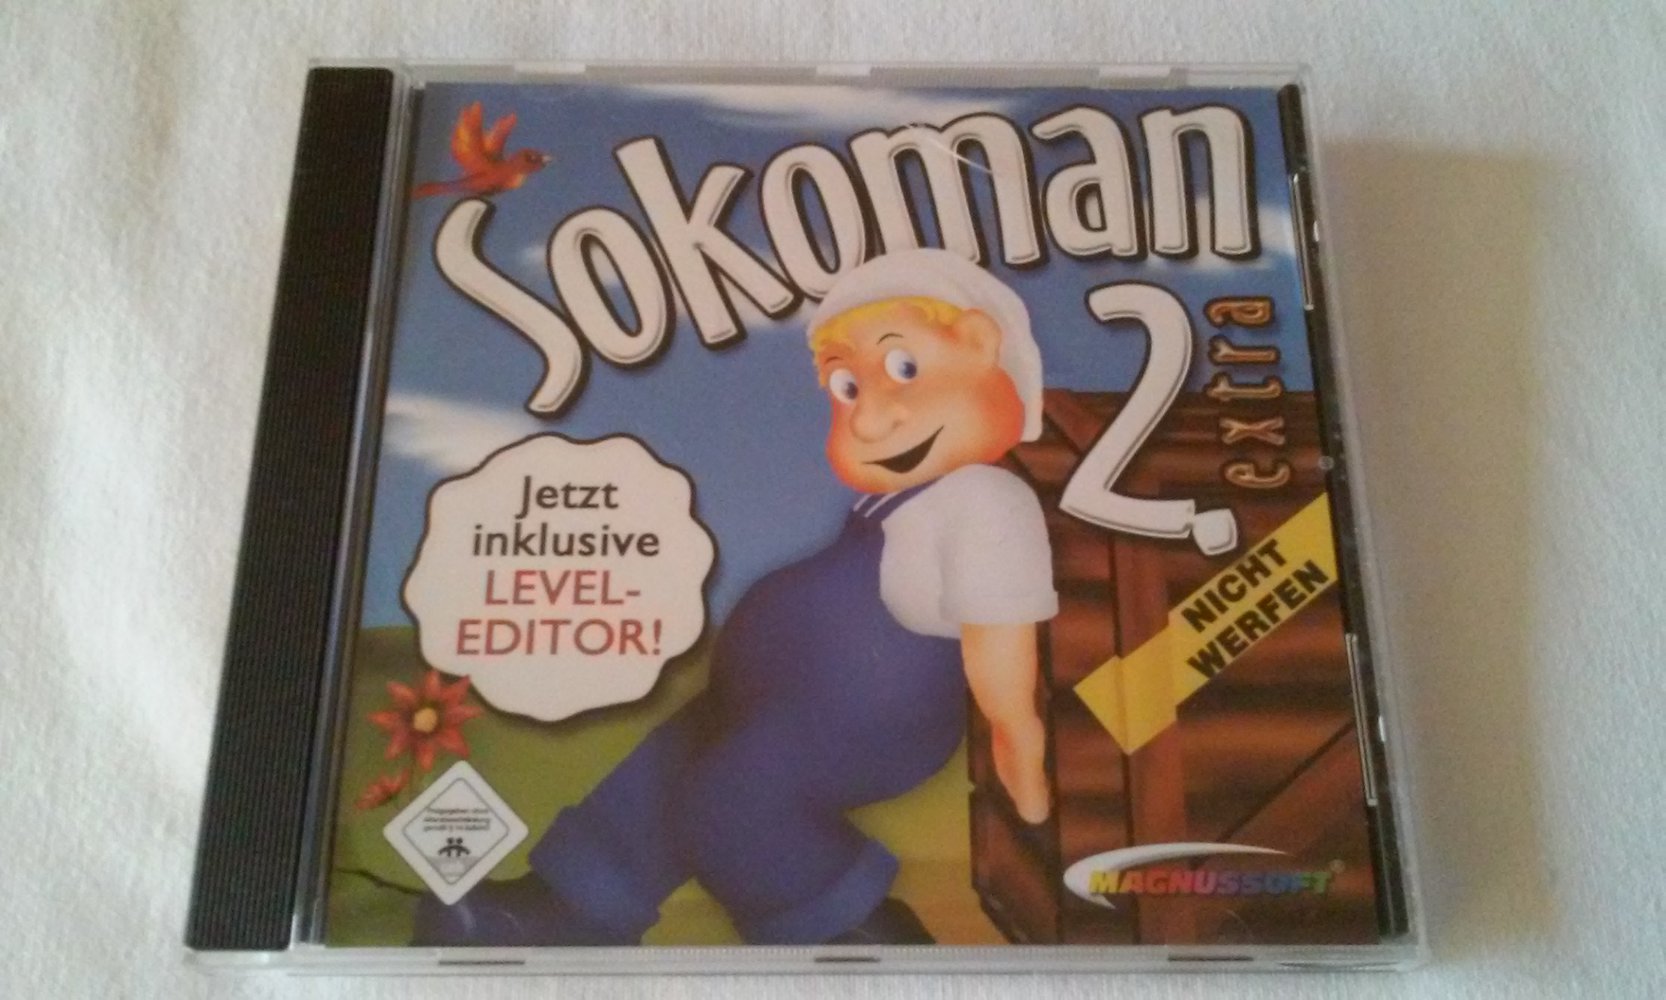 Sokoman
2
extra
Jetzt
inklusive
LEVEL-
EDITOR!
NICHT
WERFEN
MAGNUSSOFT®